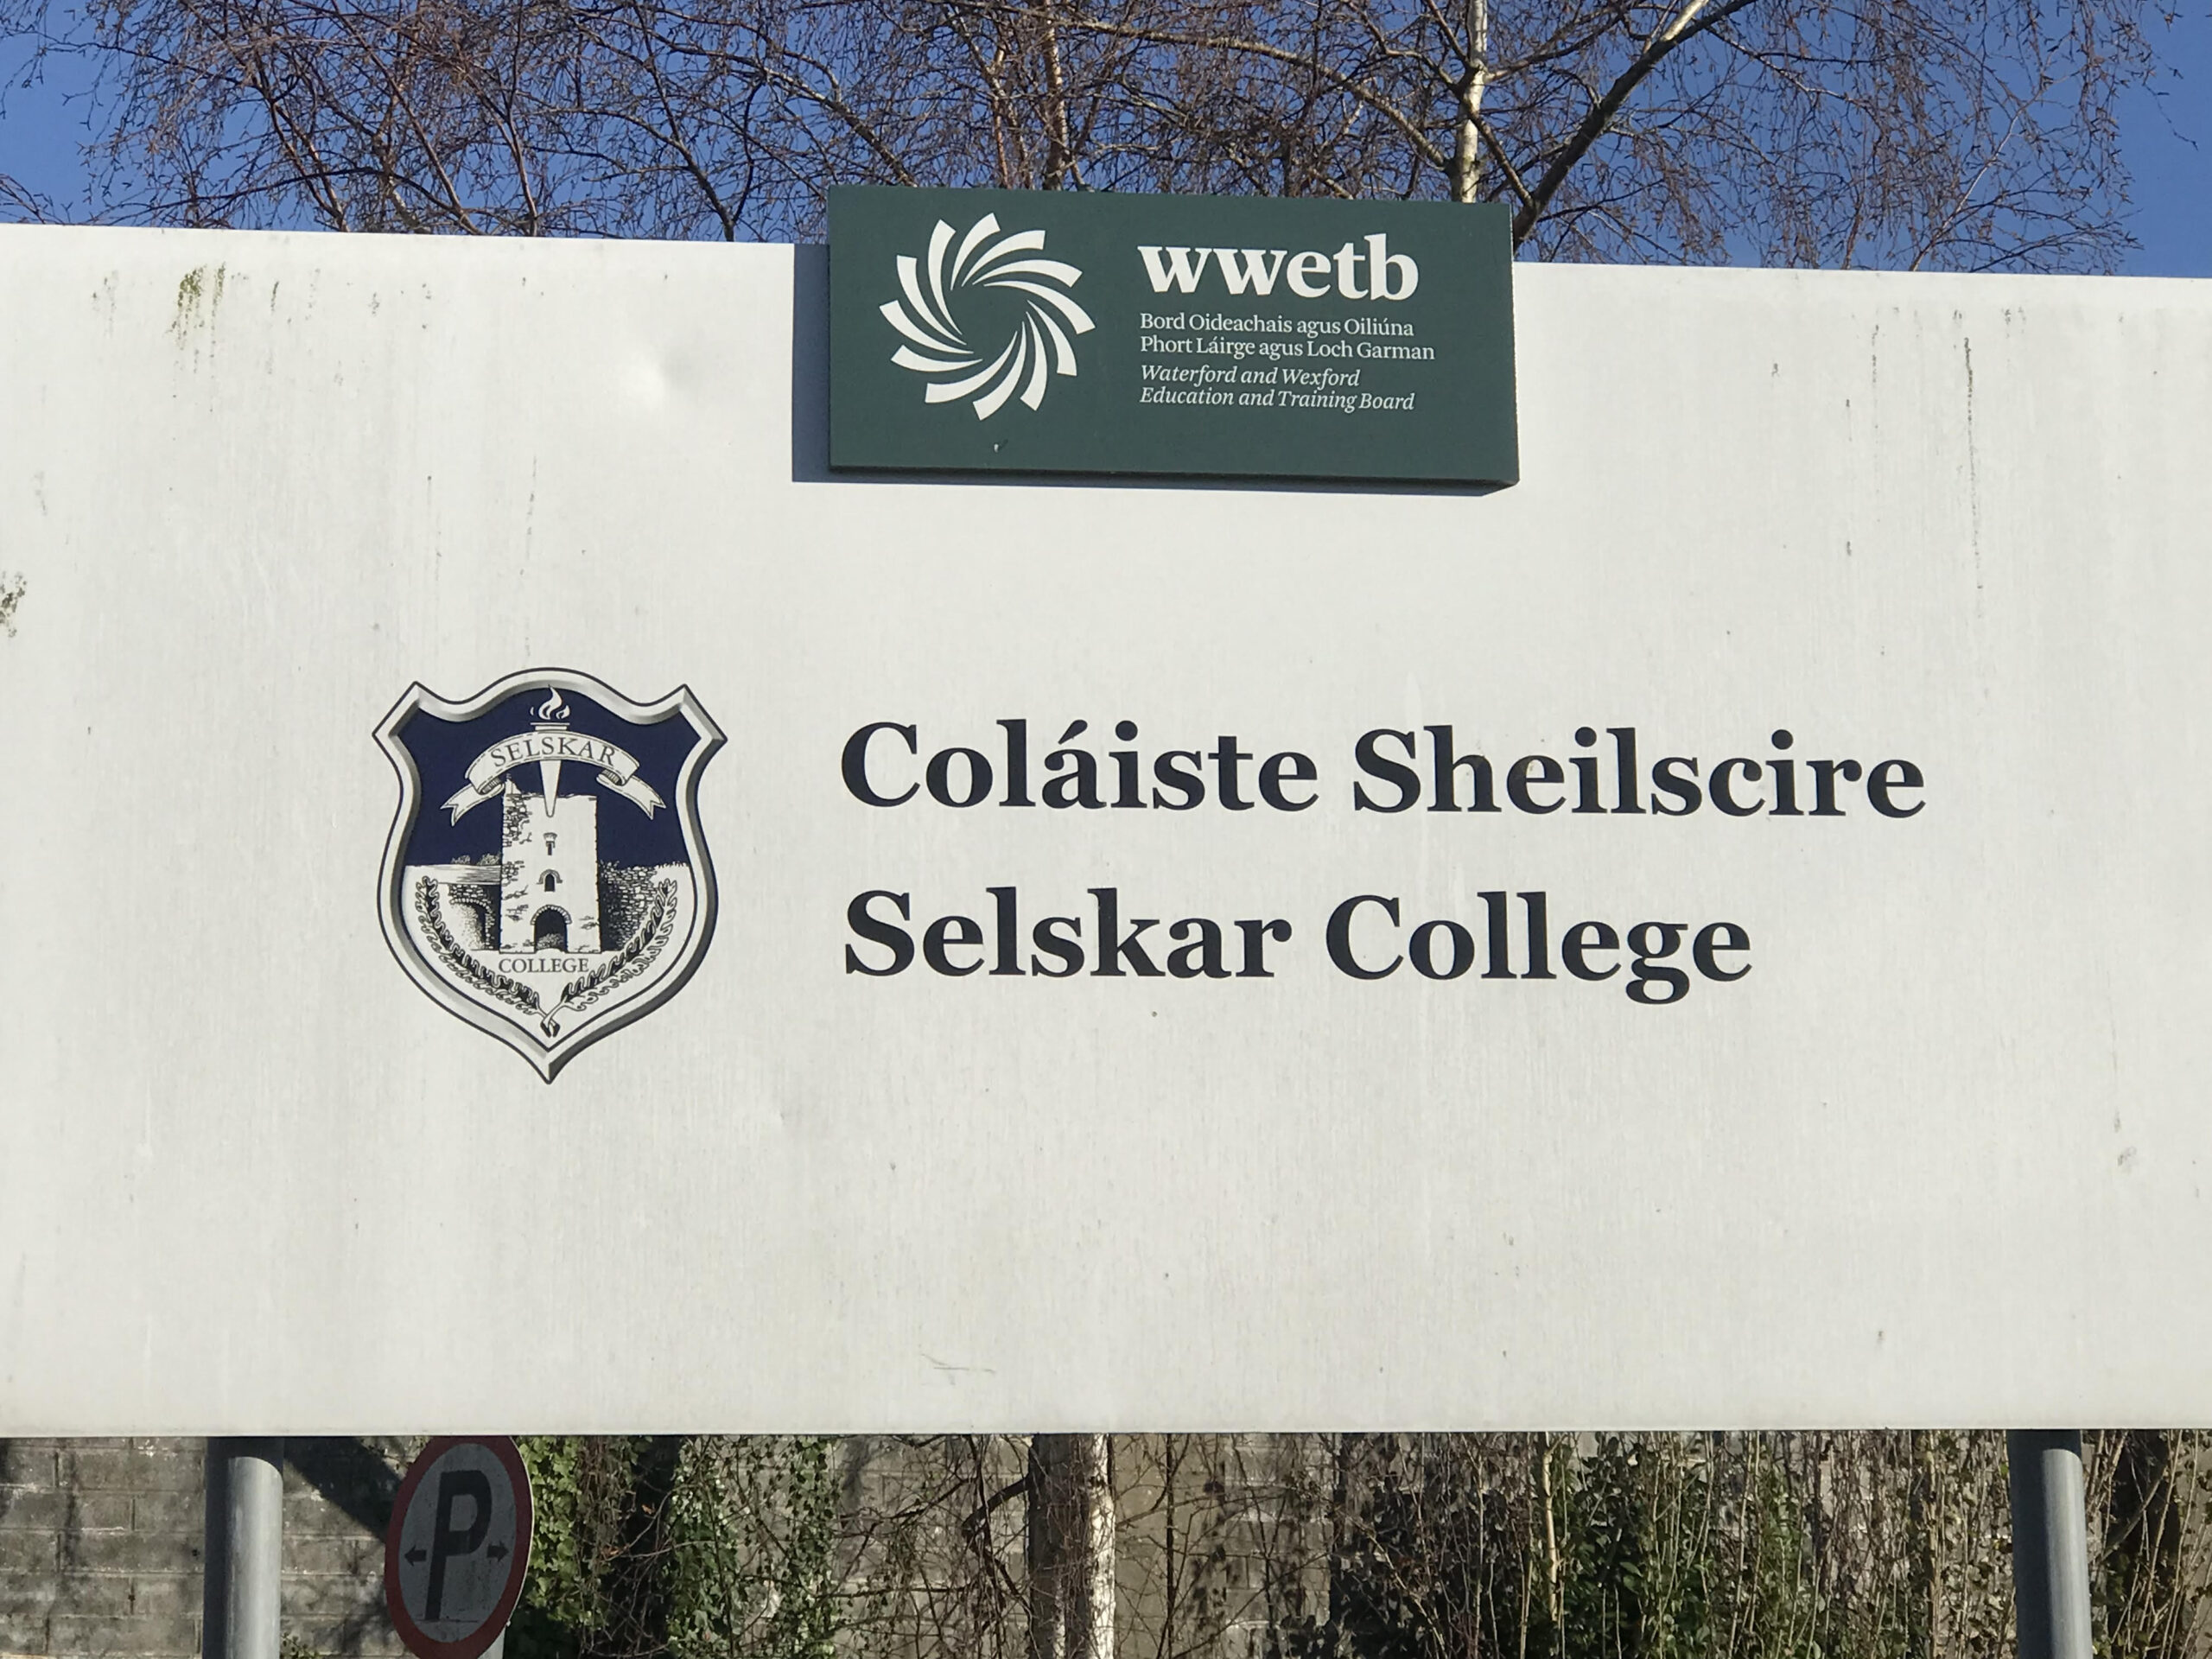 wwetb
Bord Oideachais agus Oiliúna
Phort Láirge agus Loch Garman
Waterford and Wexford
Education and Training Board
SELSKAR
COLLEGE
Coláiste Sheilscire
Selskar College
P